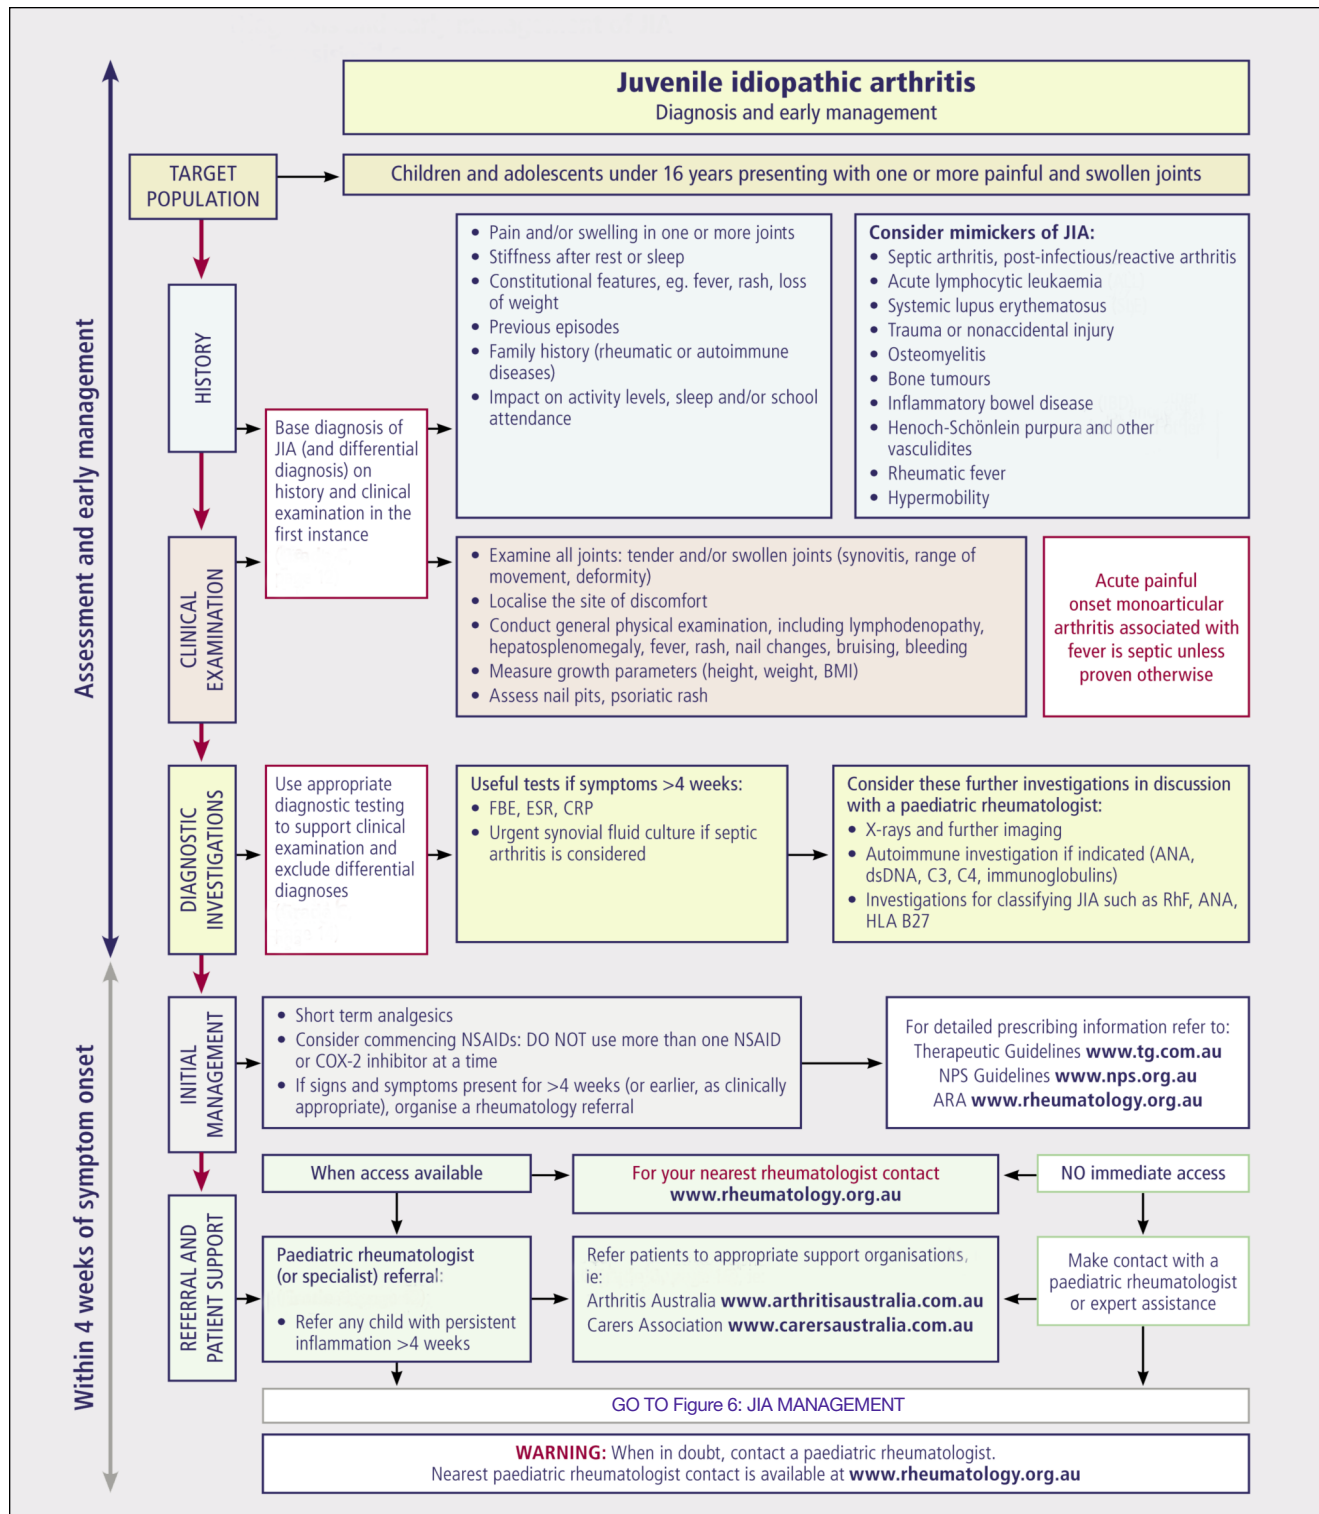 Juvenile idiopathic arthritis
Diagnosis and early management
TARGET
POPULATION
Children and adolescents under 16 years presenting with one or more painful and swollen joints
Assessment and early management
HISTORY
Base diagnosis of
JIA (and differential
diagnosis) on
history and clinical
examination in the
first instance
• Pain and/or swelling in one or more joints
• Stiffness after rest or sleep
• Constitutional features, eg. fever, rash, loss
of weight
• Previous episodes
• Family history (rheumatic or autoimmune
diseases)
• Impact on activity levels, sleep and/or school
attendance
Consider mimickers of JIA:
• Septic arthritis, post-infectious/reactive arthritis
• Acute lymphocytic leukaemia
• Systemic lupus erythematosus
• Trauma or nonaccidental injury
• Osteomyelitis
• Bone tumours
• Inflammatory bowel disease
• Henoch-Schönlein purpura and other
vasculidites
• Rheumatic fever
• Hypermobility
CLINICAL
EXAMINATION
• Examine all joints: tender and/or swollen joints (synovitis, range of
movement, deformity)
• Localise the site of discomfort
• Conduct general physical examination, including lymphodenopathy,
hepatosplenomegaly, fever, rash, nail changes, bruising, bleeding
• Measure growth parameters (height, weight, BMI)
• Assess nail pits, psoriatic rash
Acute painful
onset monoarticular
arthritis associated with
fever is septic unless
proven otherwise
DIAGNOSTIC
INVESTIGATIONS
Use appropriate
diagnostic testing
to support clinical
examination and
exclude differential
diagnoses
Useful tests if symptoms >4 weeks:
• FBE, ESR, CRP
• Urgent synovial fluid culture if septic
arthritis is considered
Consider these further investigations in discussion
with a paediatric rheumatologist:
• X-rays and further imaging
• Autoimmune investigation if indicated (ANA,
dsDNA, C3, C4, immunoglobulins)
• Investigations for classifying JIA such as RhF, ANA,
HLA B27
Within 4 weeks of symptom onset
INITIAL
MANAGEMENT
• Short term analgesics
• Consider commencing NSAIDs: DO NOT use more than one NSAID
or COX-2 inhibitor at a time
• If signs and symptoms present for >4 weeks (or earlier, as clinically
appropriate), organise a rheumatology referral
For detailed prescribing information refer to:
Therapeutic Guidelines www.tg.com.au
NPS Guidelines www.nps.org.au
ARA www.rheumatology.org.au
REFERRAL AND
PATIENT SUPPORT
When access available
For your nearest rheumatologist contact
www.rheumatology.org.au
NO immediate access
Paediatric rheumatologist
(or specialist) referral:
• Refer any child with persistent
inflammation >4 weeks
Refer patients to appropriate support organisations,
ie:
Arthritis Australia www.arthritisaustralia.com.au
Carers Association www.carersaustralia.com.au
Make contact with a
paediatric rheumatologist
or expert assistance
GO TO Figure 6: JIA MANAGEMENT
WARNING: When in doubt, contact a paediatric rheumatologist.
Nearest paediatric rheumatologist contact is available at www.rheumatology.org.au